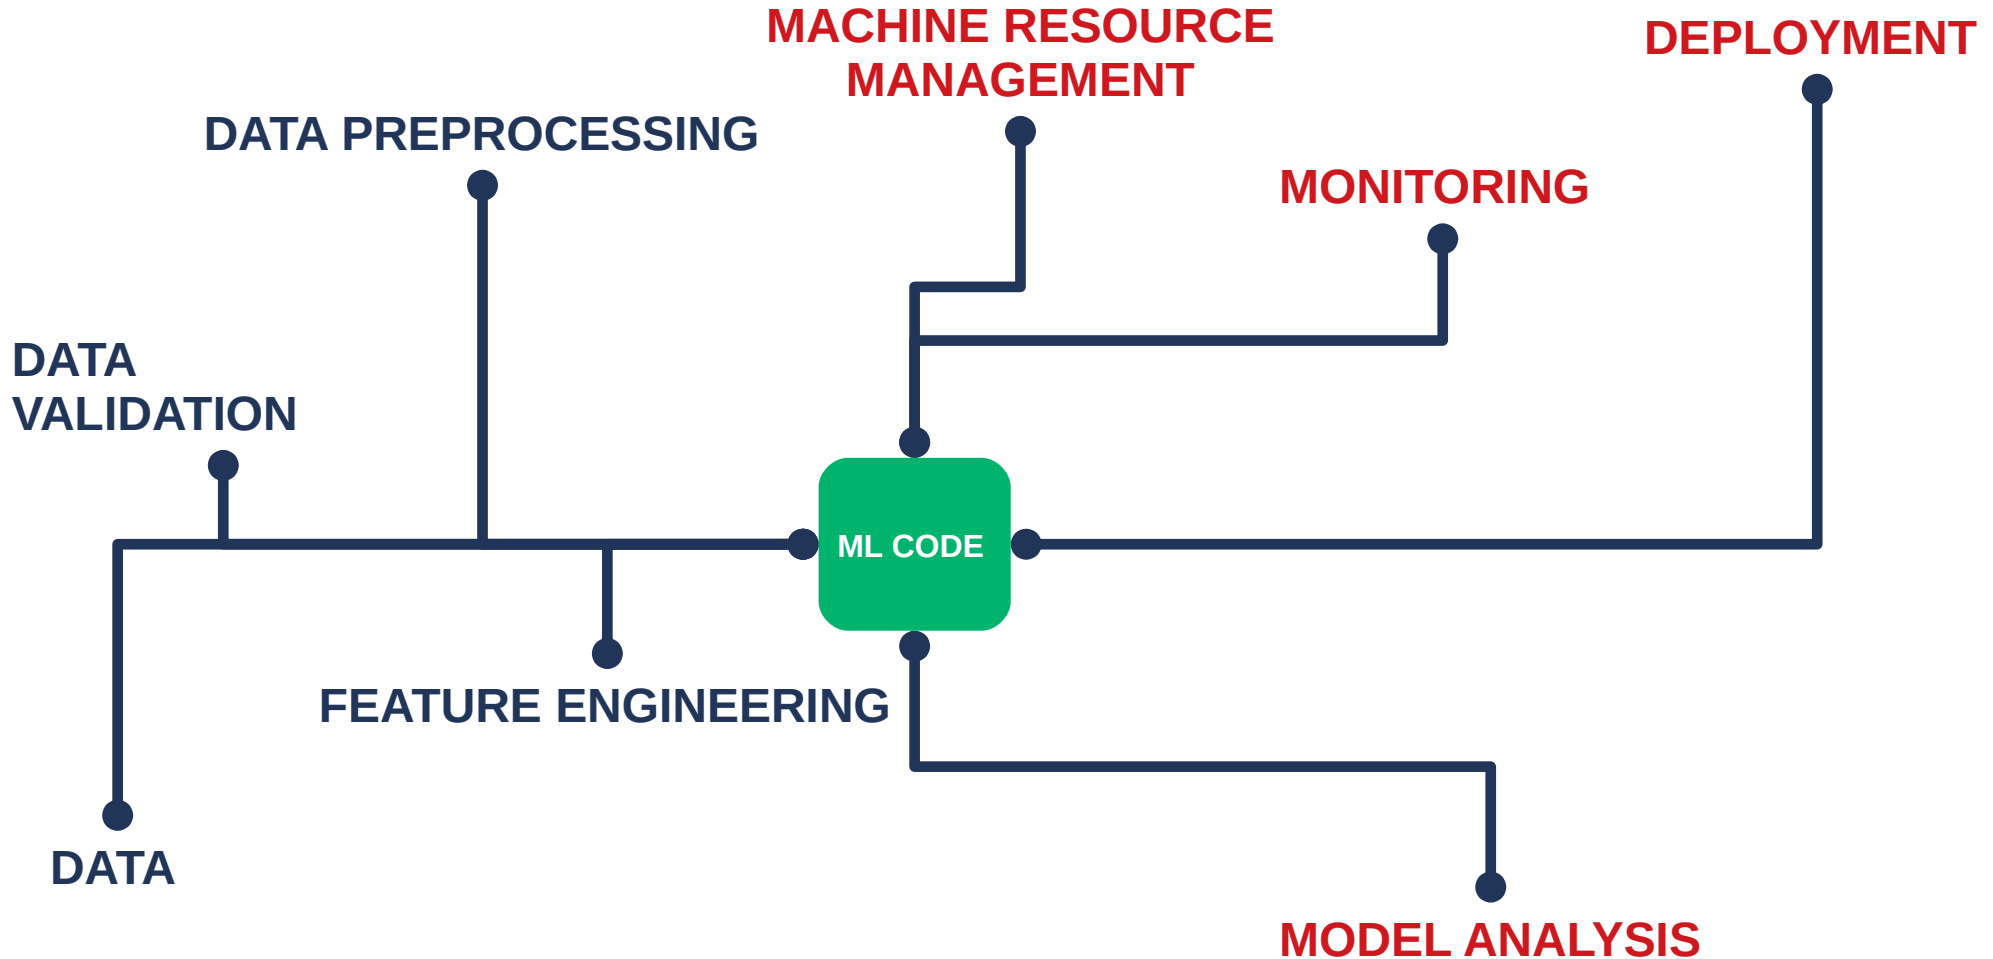 MACHINE RESOURCE
MANAGEMENT
DEPLOYMENT
DATA PREPROCESSING
MONITORING
DATA
VALIDATION
ML CODE
FEATURE ENGINEERING
DATA
MODEL ANALYSIS